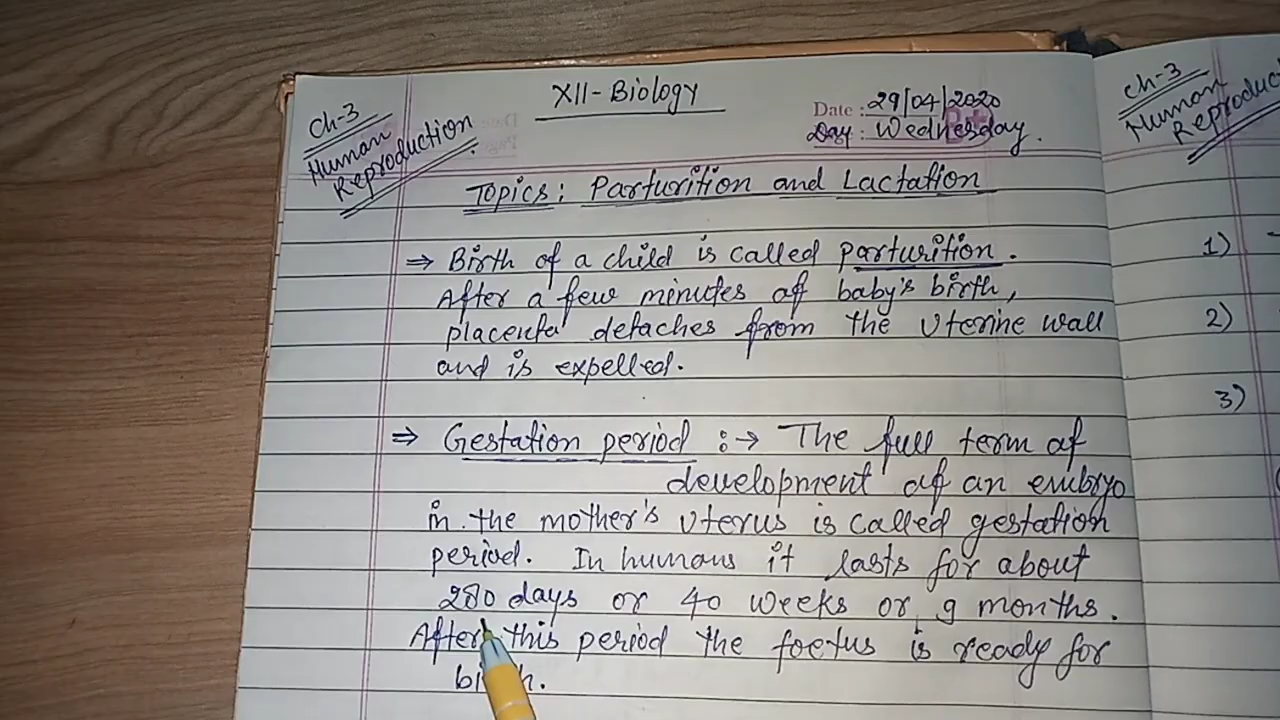 XII - Biology
Ch-3
Human
Reproduction
Date : 29/04/2020
Day : Wednesday.
Topics: Parturition and Lactation
⇒ Birth of a child is called parturition.
After a few minutes of baby's birth,
placenta detaches from the uterine wall
and is expelled.
⇒ Gestation period :→ The full term of
development of an embryo
in the mother's uterus is called gestation
period. In humans it lasts for about
280 days or 40 weeks or 9 months.
After this period the foetus is ready for
Ch-3
Human
1)
2)
3)